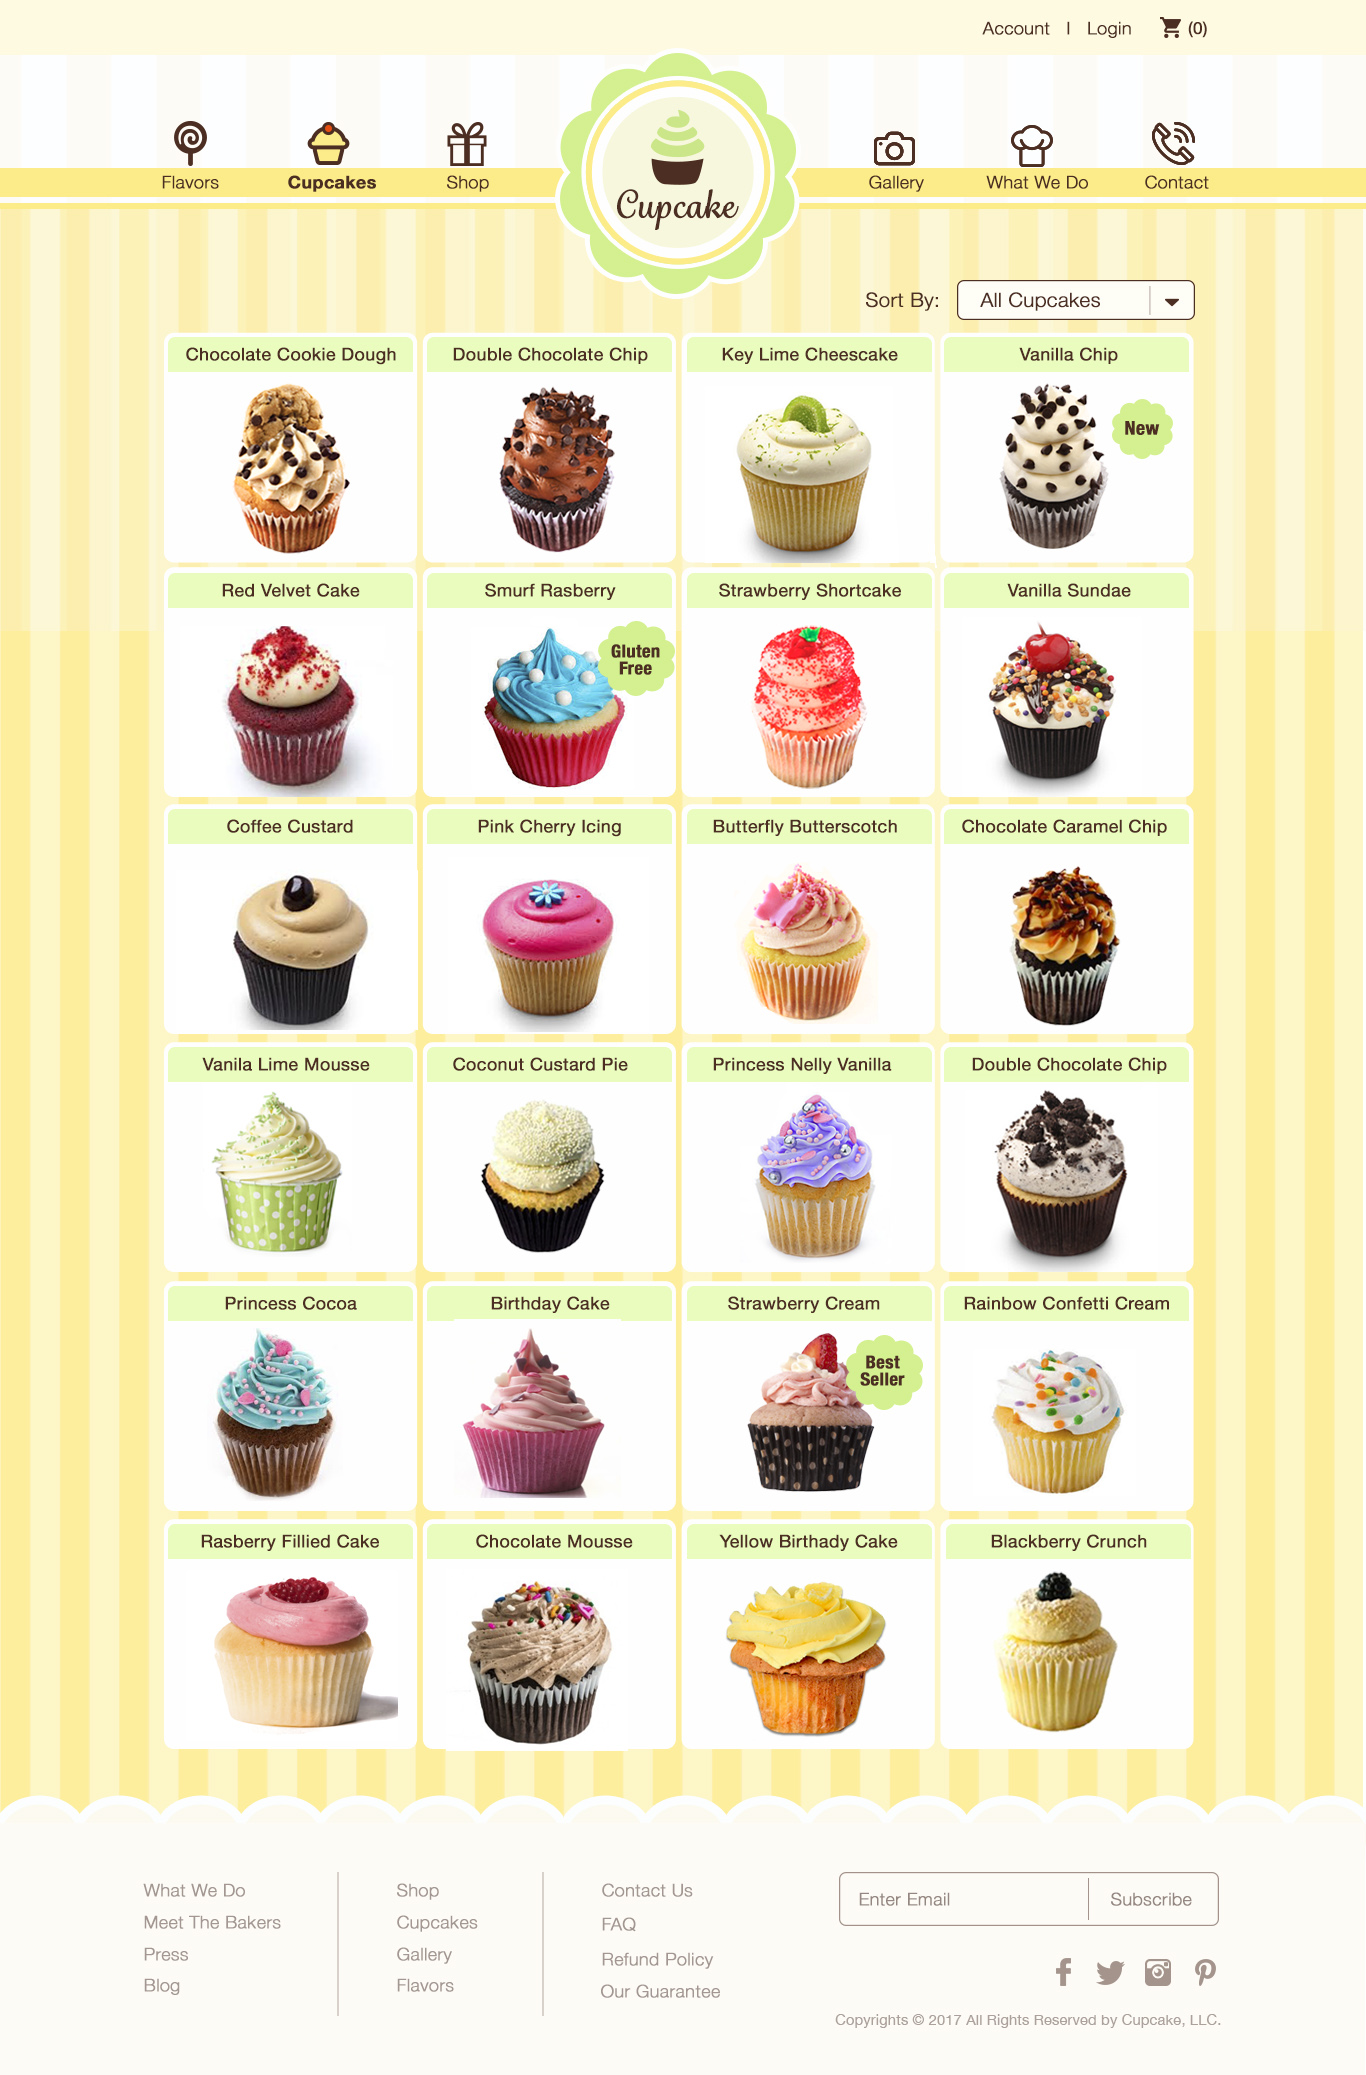 Account | Login (0)
Flavors
Cupcakes
Shop
Cupcake
Gallery
What We Do
Contact
Sort By: All Cupcakes
Chocolate Cookie Dough
Double Chocolate Chip
Key Lime Cheescake
Vanilla Chip
New
Red Velvet Cake
Smurf Rasberry
Strawberry Shortcake
Vanilla Sundae
Gluten
Free
Coffee Custard
Pink Cherry Icing
Butterfly Butterscotch
Chocolate Caramel Chip
Vanila Lime Mousse
Coconut Custard Pie
Princess Nelly Vanilla
Double Chocolate Chip
Princess Cocoa
Birthday Cake
Strawberry Cream
Rainbow Confetti Cream
Best
Seller
Rasberry Fillied Cake
Chocolate Mousse
Yellow Birthady Cake
Blackberry Crunch
What We Do
Meet The Bakers
Press
Blog
Shop
Cupcakes
Gallery
Flavors
Contact Us
FAQ
Refund Policy
Our Guarantee
Enter Email
Subscribe
Copyrights © 2017 All Rights Reserved by Cupcake, LLC.